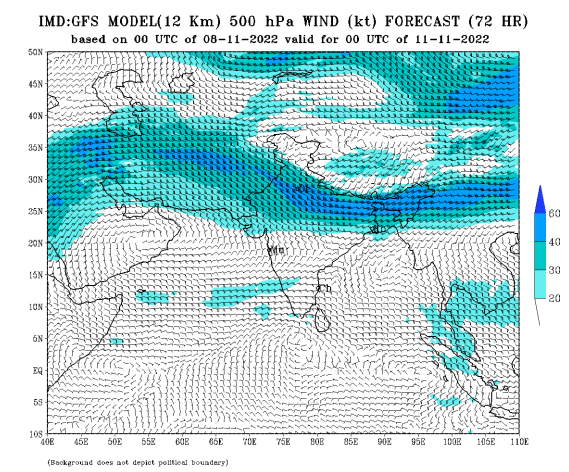 IMD:GFS MODEL(12 Km) 500 hPa WIND (kt) FORECAST (72 HR)
based on 00 UTC of 08-11-2022 valid for 00 UTC of 11-11-2022
50N
45N
40N
35N
30N
25N
20N
15N
10N
5N
EQ
5S
10S
60
40
30
20
40E 45E 50E 55E 60E 65E 70E 75E 80E 85E 90E 95E 100E 105E 110E
(Background does not depict political boundary)